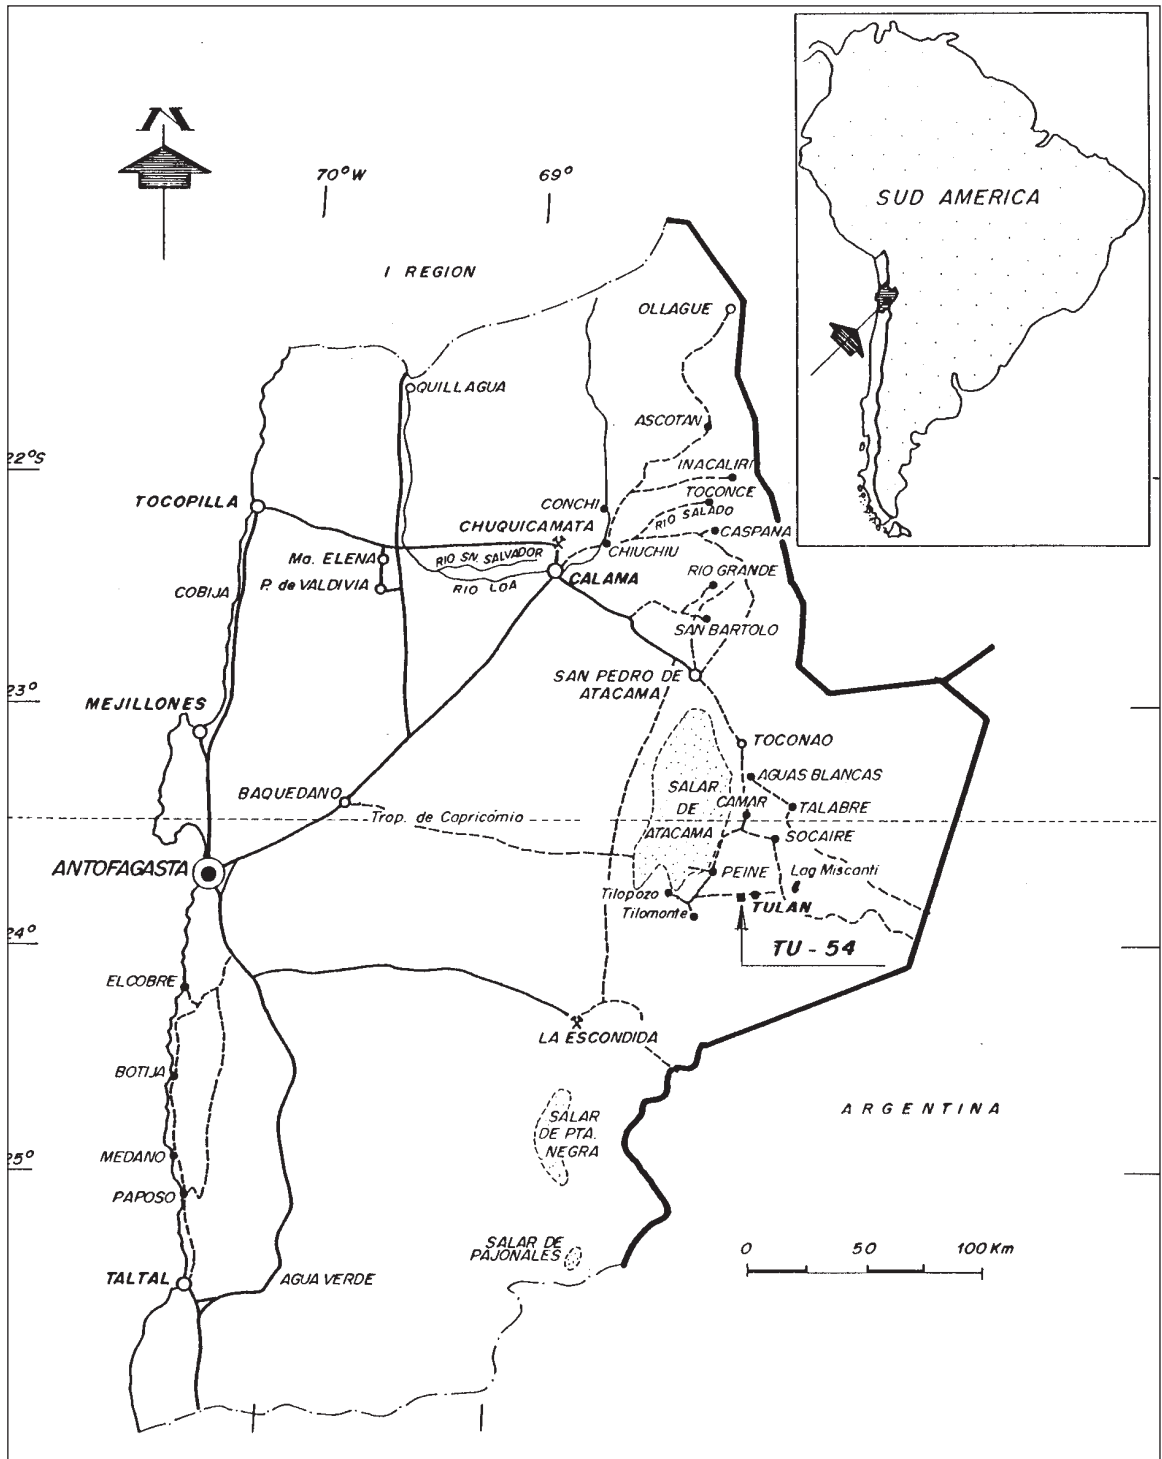 N
70°W
69°
SUD AMERICA
I REGION
OLLAGUE
QUILLAGUA
ASCOTAN
22°S
INACALIRI
TOCONCE
TOCOPILLA
CONCHI
RIO SALADO
CHUQUICAMATA
CASPANA
CHIUCHIU
Ma. ELENA
RIO SN. SALVADOR
RIO GRANDE
CALAMA
P. de VALDIVIA
RIO LOA
COBIJA
SAN BARTOLO
SAN PEDRO DE
ATACAMA
23°
MEJILLONES
TOCONAO
AGUAS BLANCAS
SALAR
DE
ATACAMA
BAQUEDANO
CAMAR
TALABRE
Trop. de Capricornio
SOCAIRE
ANTOFAGASTA
PEINE
Lag Miscanti
Tilopozo
TULAN
Tilomonte
24°
TU - 54
EL COBRE
LA ESCONDIDA
BOTIJA
ARGENTINA
SALAR
DE PTA.
NEGRA
MEDANO
25°
PAPOSO
SALAR DE
PAJONALES
0 50 100 Km
TALTAL
AGUA VERDE